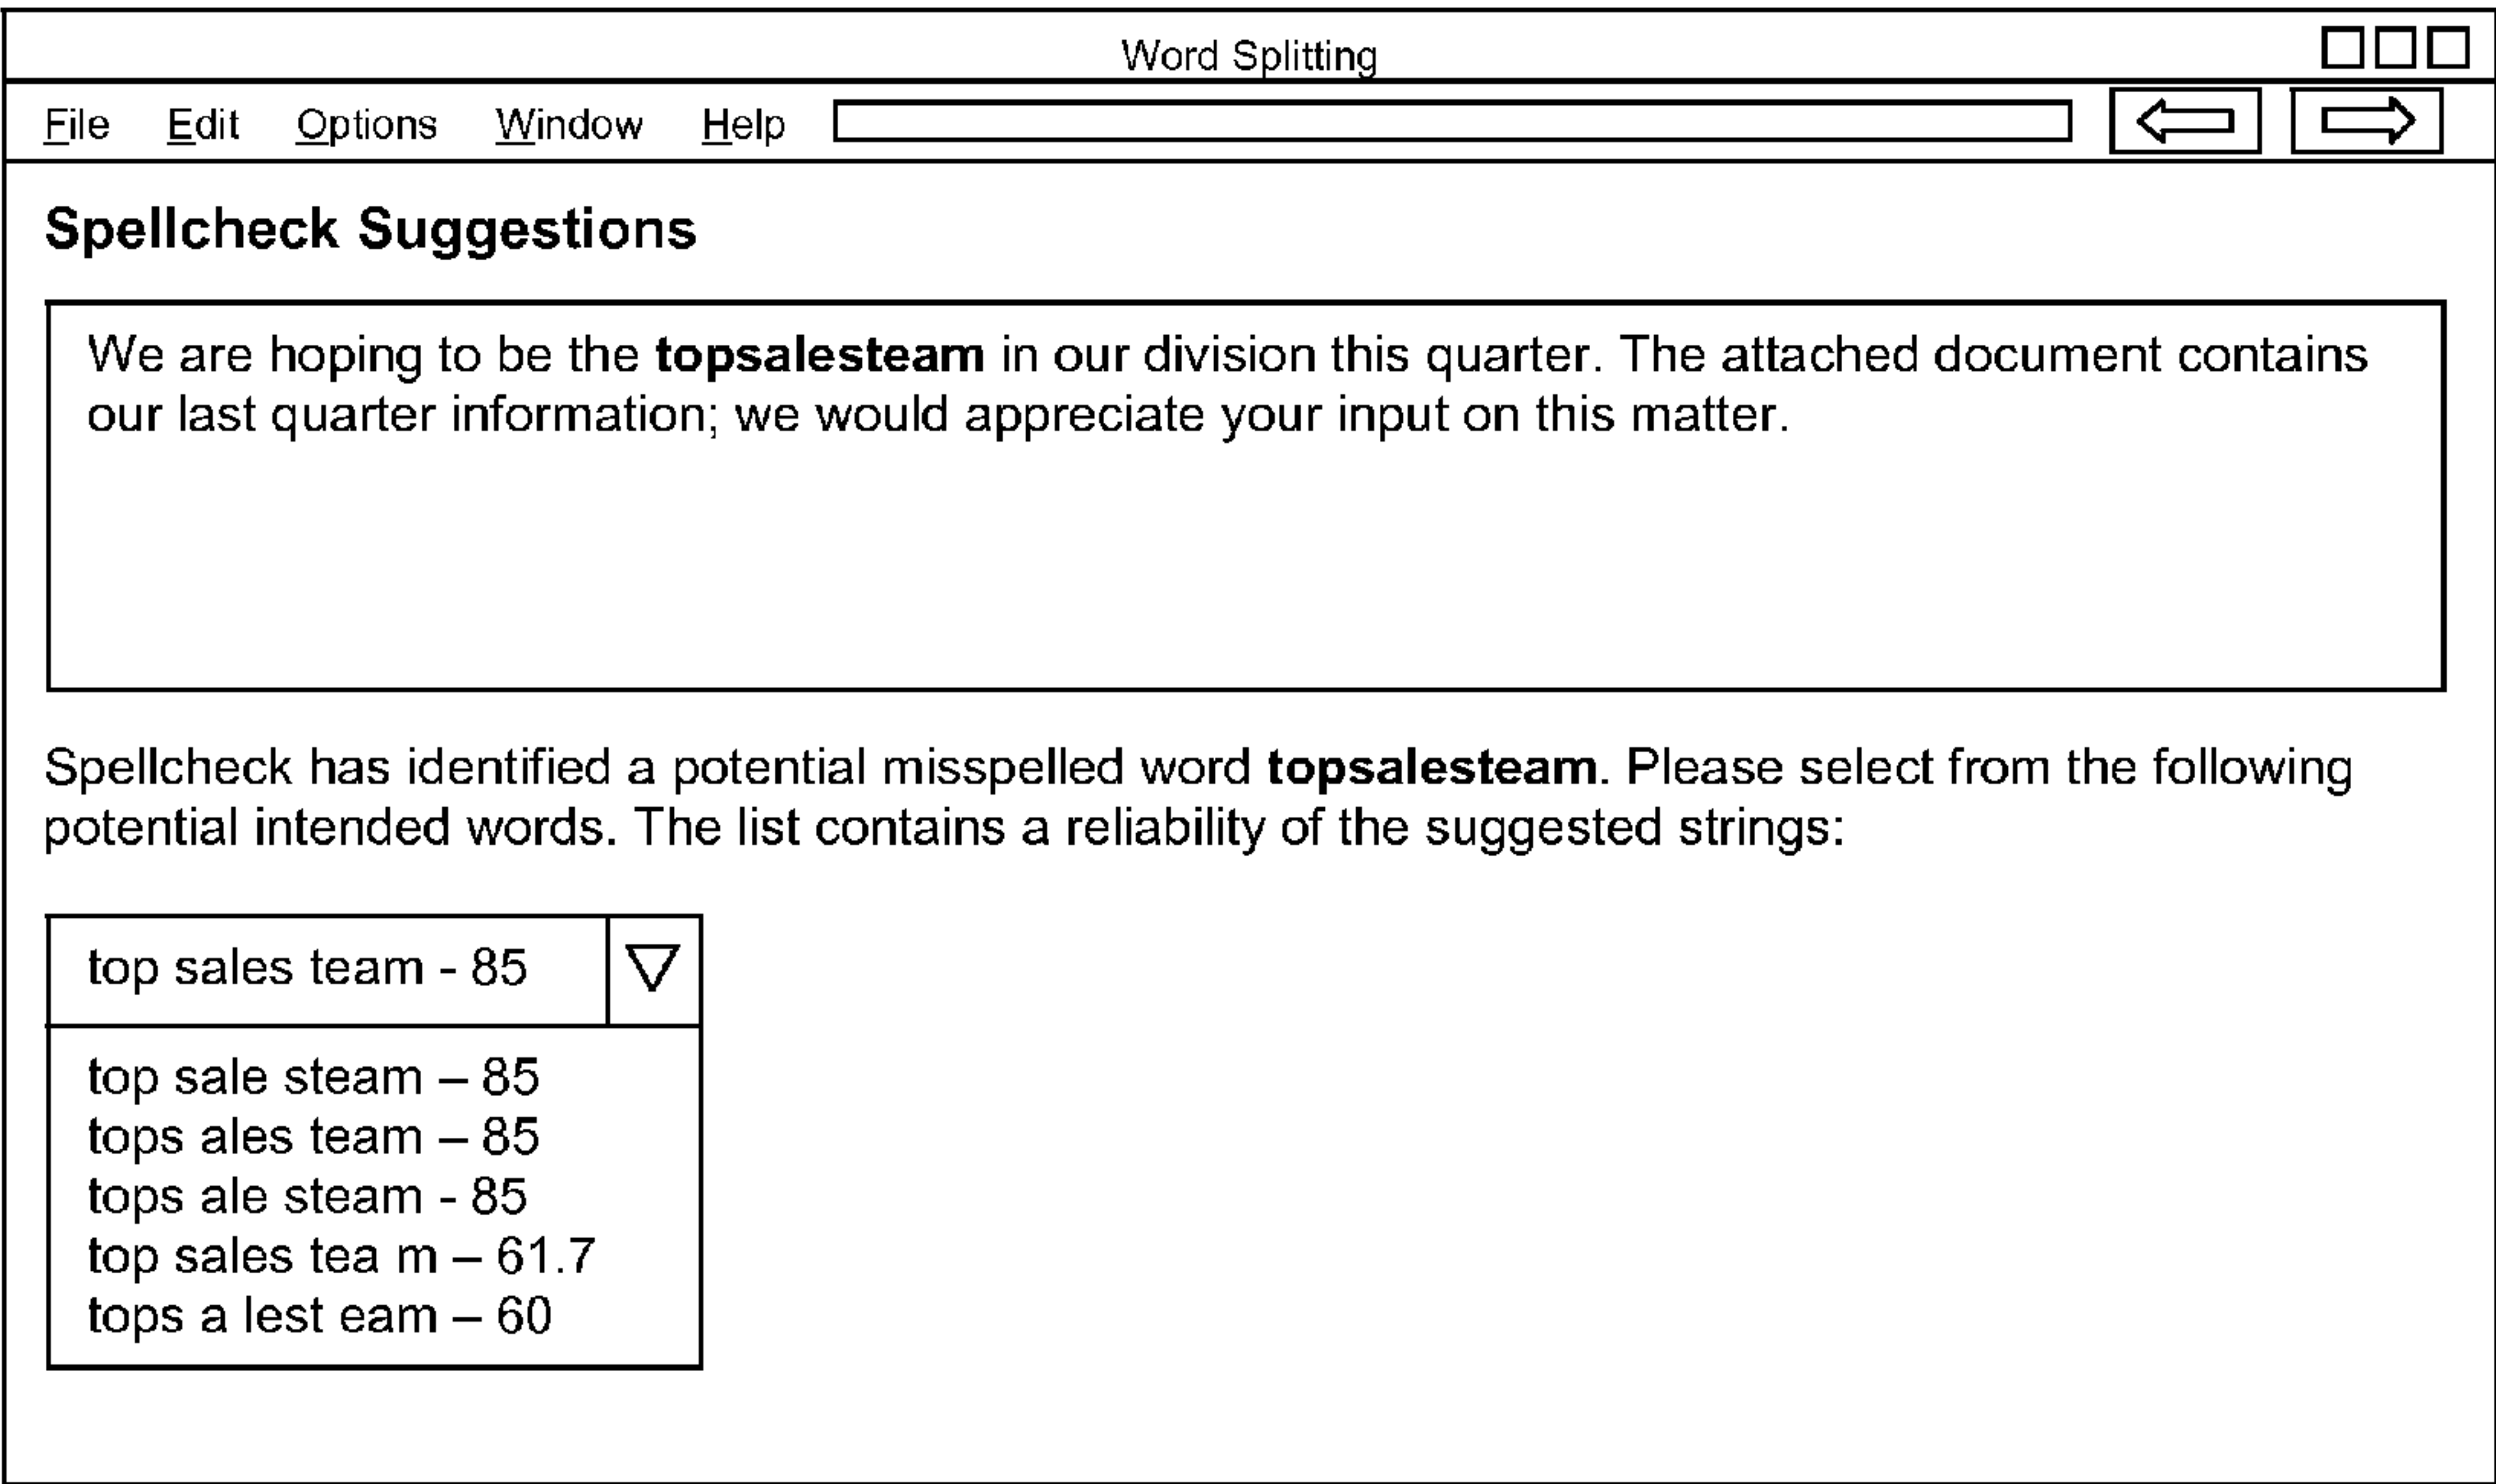 Word Splitting
File Edit Options Window Help
Spellcheck Suggestions
We are hoping to be the topsalesteam in our division this quarter. The attached document contains
our last quarter information; we would appreciate your input on this matter.
Spellcheck has identified a potential misspelled word topsalesteam. Please select from the following
potential intended words. The list contains a reliability of the suggested strings:
top sales team - 85
top sale steam – 85
tops ales team – 85
tops ale steam - 85
top sales tea m – 61.7
tops a lest eam – 60